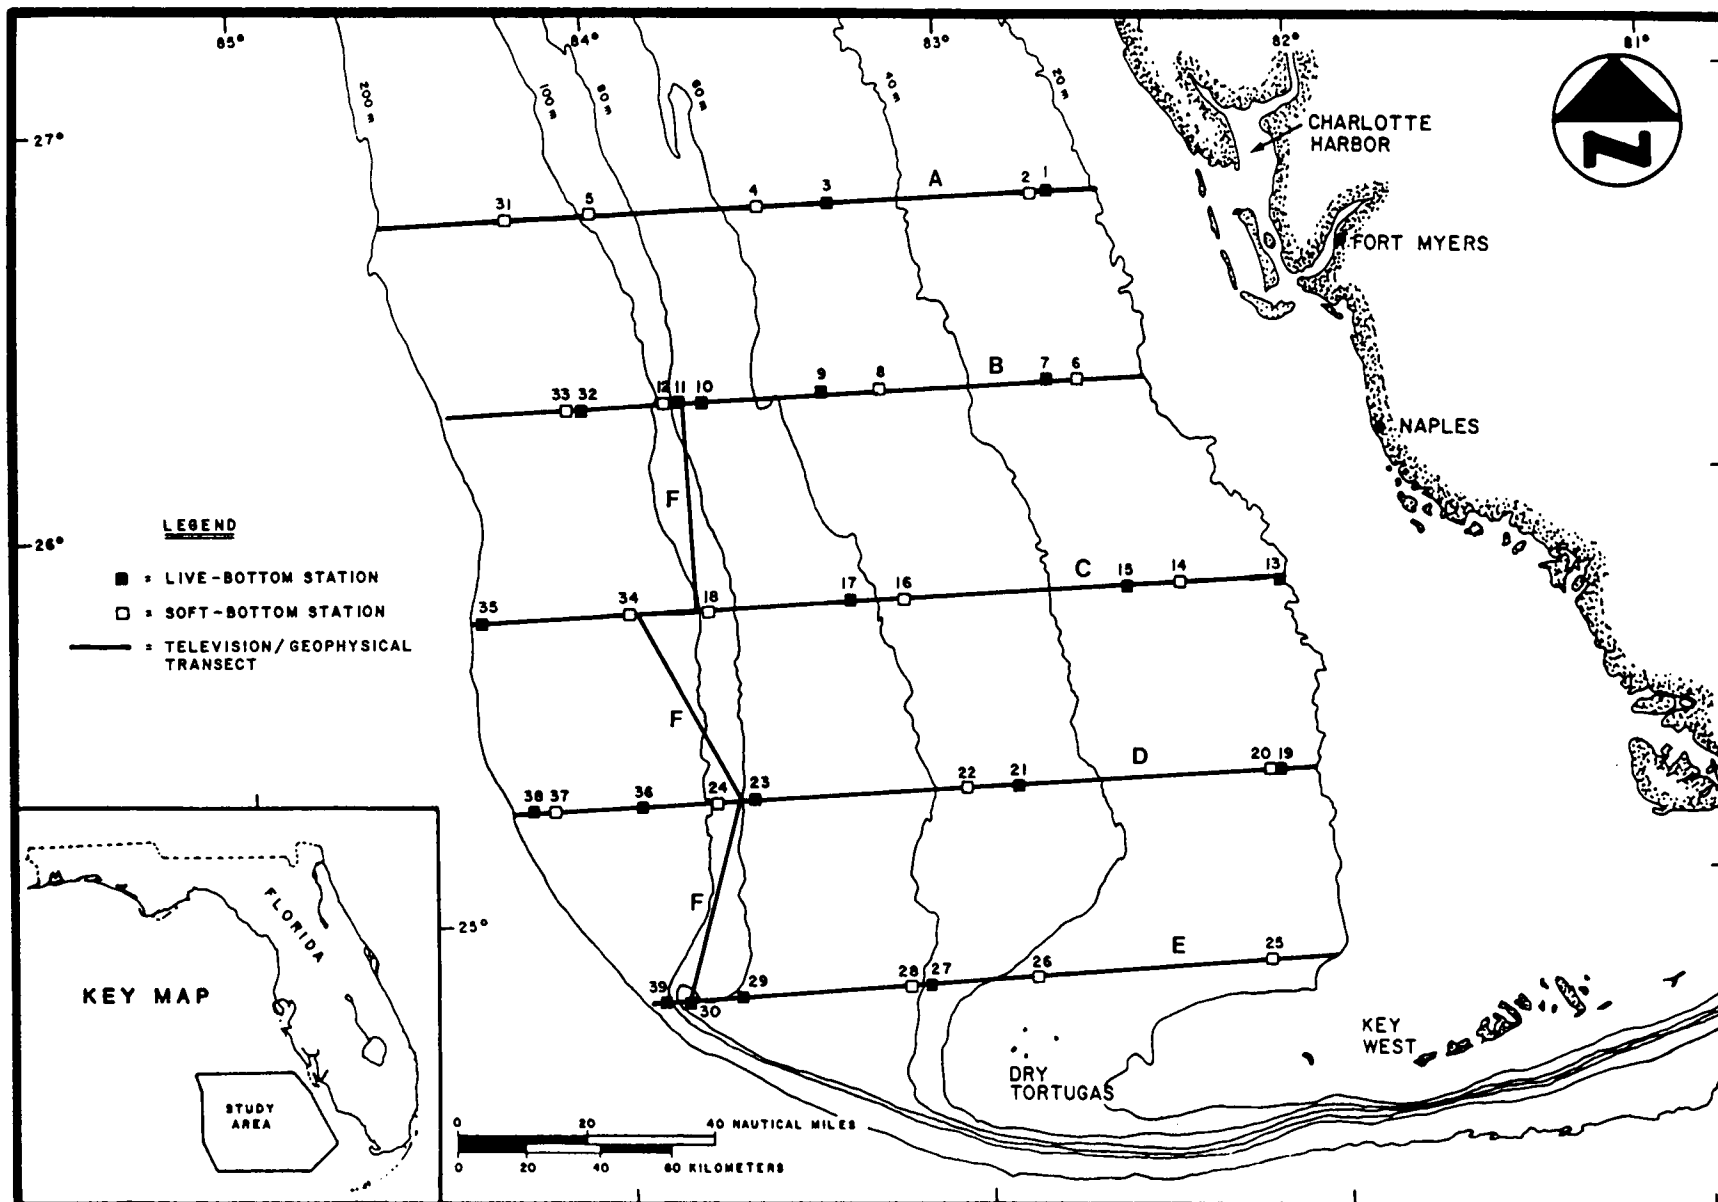 85°
84°
83°
82°
81°
200 m
100 m
80 m
60 m
40 m
20 m
27°
CHARLOTTE
HARBOR
N
31
5
4
3
A
2
1
FORT MYERS
33
32
12
11
10
9
8
B
7
6
NAPLES
F
LEGEND
26°
= LIVE-BOTTOM STATION
= SOFT-BOTTOM STATION
= TELEVISION/GEOPHYSICAL
TRANSECT
35
34
18
17
16
C
15
14
13
F
38
37
36
24
23
22
21
D
20
19
F
25°
39
30
29
28
27
26
E
25
FLORIDA
KEY MAP
STUDY
AREA
KEY
WEST
DRY
TORTUGAS
0 20 40 NAUTICAL MILES
0 20 40 60 KILOMETERS